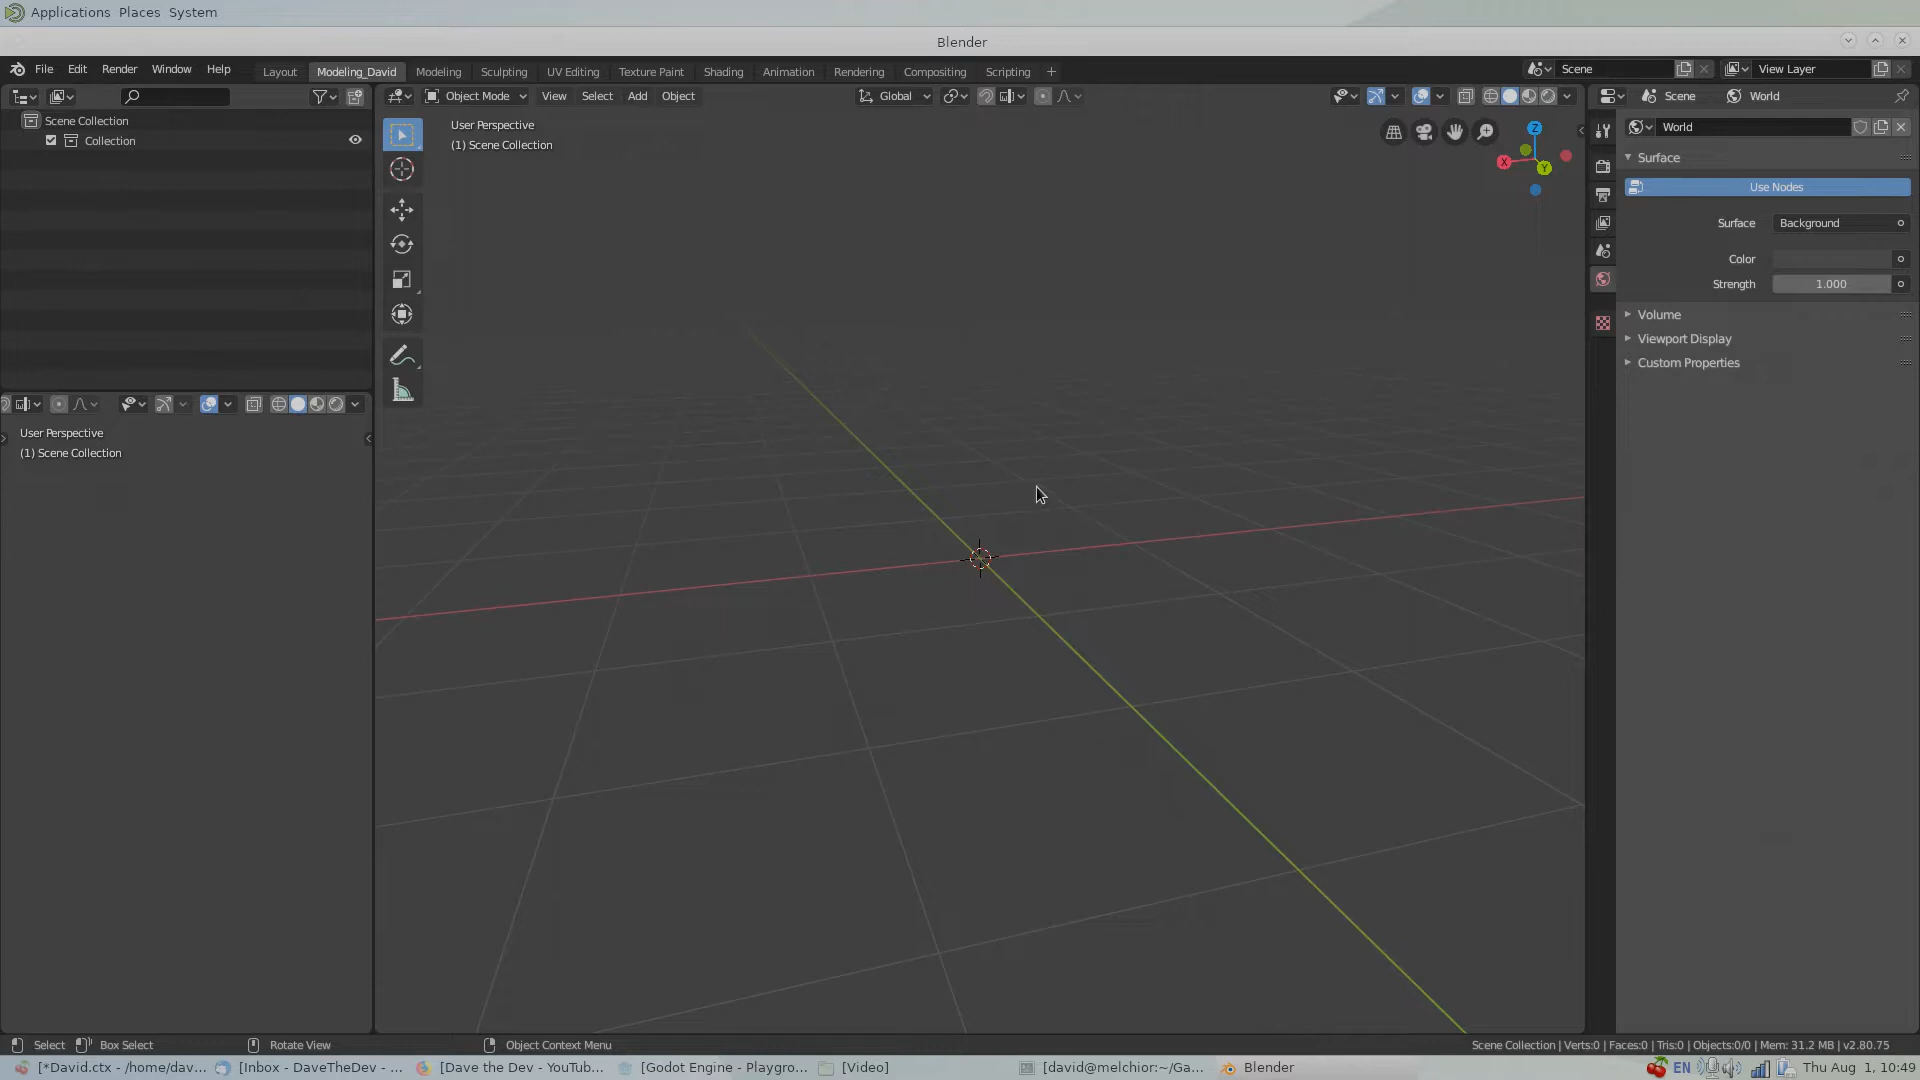 Applications Places System
Blender
File Edit Render Window Help Layout Modeling_David Modeling Sculpting UV Editing Texture Paint Shading Animation Rendering Compositing Scripting + Scene View Layer
Object Mode View Select Add Object Global Scene World
Scene Collection
Collection
User Perspective
(1) Scene Collection
Z
X
Y
World
Surface
Use Nodes
Surface Background
Color
Strength 1.000
Volume
Viewport Display
Custom Properties
User Perspective
(1) Scene Collection
Select Box Select Rotate View Object Context Menu Scene Collection | Verts:0 | Faces:0 | Tris:0 | Objects:0/0 | Mem: 31.2 MB | v2.80.75
[*David.ctx - /home/dav... [Inbox - DaveTheDev - ... [Dave the Dev - YouTub... [Godot Engine - Playgro... [Video] [david@melchior:~/Ga... Blender EN Thu Aug 1, 10:49